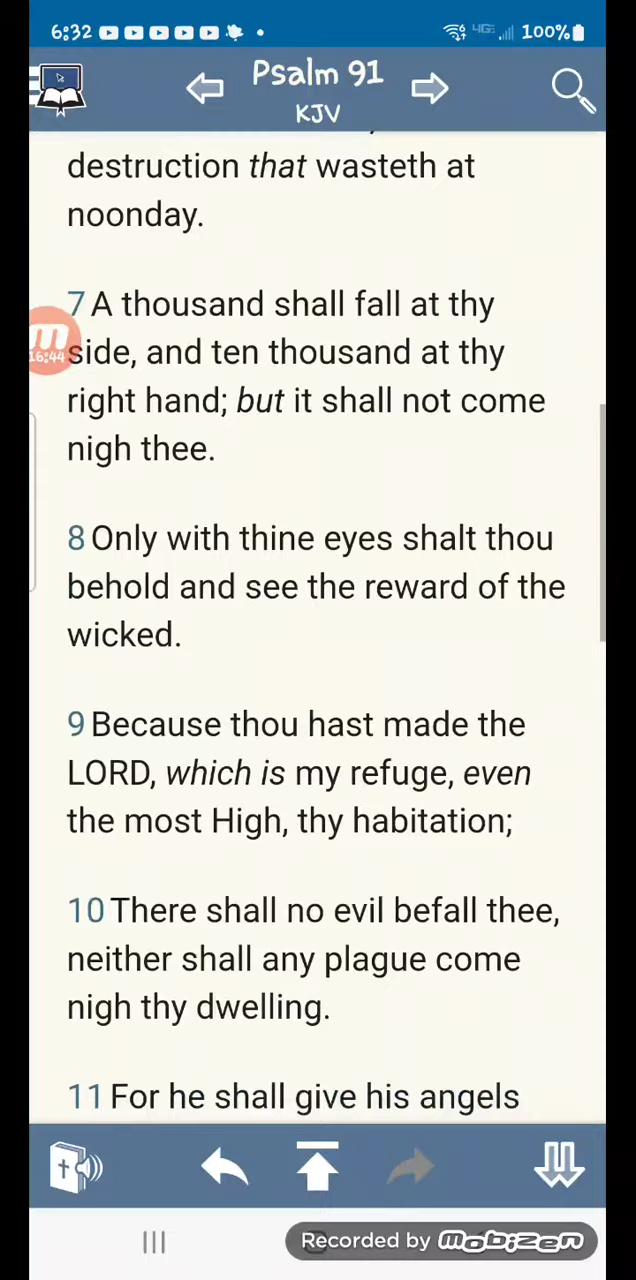 6:32 4GE 100%
Psalm 91
KJV
destruction that wasteth at
noonday.
7 A thousand shall fall at thy
side, and ten thousand at thy
right hand; but it shall not come
nigh thee.
m
16:44
8 Only with thine eyes shalt thou
behold and see the reward of the
wicked.
9 Because thou hast made the
LORD, which is my refuge, even
the most High, thy habitation;
10 There shall no evil befall thee,
neither shall any plague come
nigh thy dwelling.
11 For he shall give his angels
Recorded by mobizen